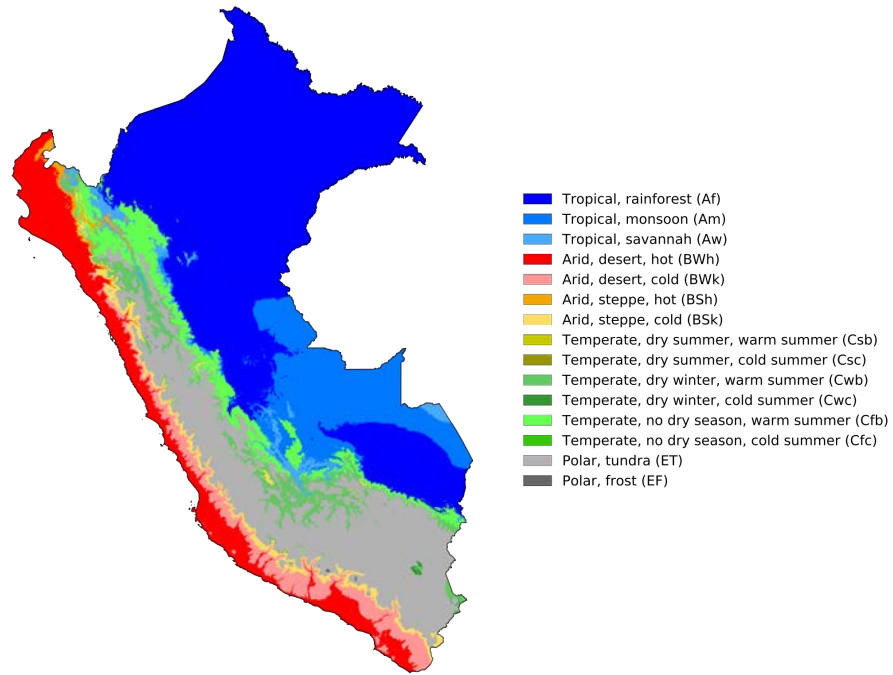 Tropical, rainforest (Af)
Tropical, monsoon (Am)
Tropical, savannah (Aw)
Arid, desert, hot (BWh)
Arid, desert, cold (BWk)
Arid, steppe, hot (BSh)
Arid, steppe, cold (BSk)
Temperate, dry summer, warm summer (Csb)
Temperate, dry summer, cold summer (Csc)
Temperate, dry winter, warm summer (Cwb)
Temperate, dry winter, cold summer (Cwc)
Temperate, no dry season, warm summer (Cfb)
Temperate, no dry season, cold summer (Cfc)
Polar, tundra (ET)
Polar, frost (EF)